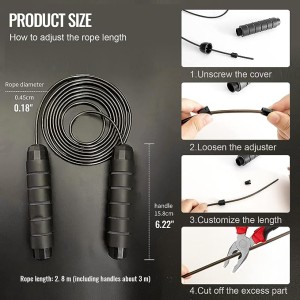 PRODUCT SIZE
How to adjust the rope length
Rope diameter
0.45cm
0.18"
handle
15.8cm
6.22"
Rope length: 2. 8 m (including handles about 3 m)
1.Unscrew the cover
2.Loosen the adjuster
3.Customize the length
4.Cut off the excess part